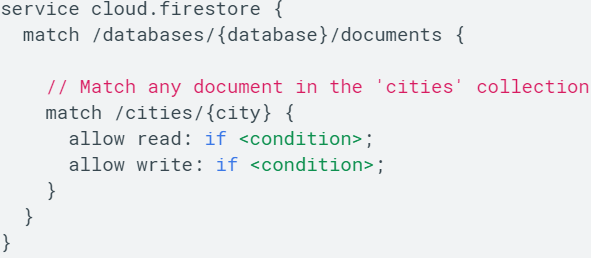 service cloud.firestore {
  match /databases/{database}/documents {

    // Match any document in the 'cities' collection
    match /cities/{city} {
      allow read: if <condition>;
      allow write: if <condition>;
    }
  }
}